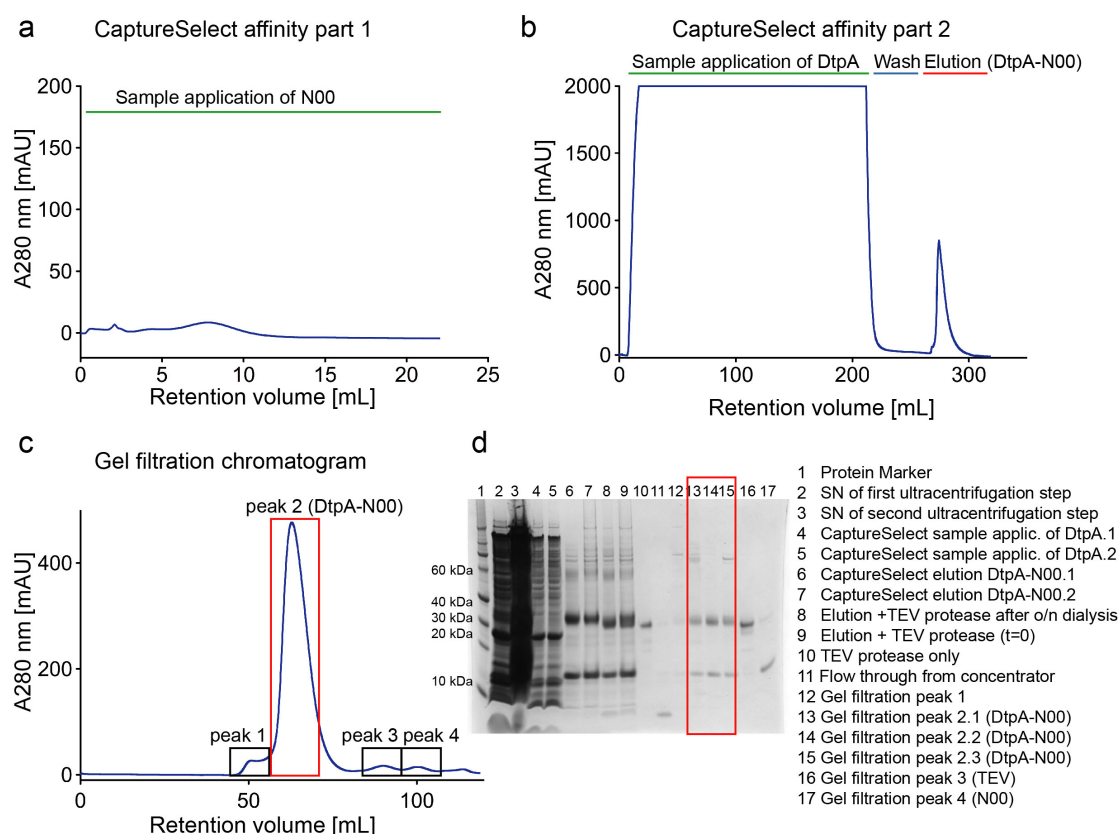 a
CaptureSelect affinity part 1
200
150
100
50
0
A280 nm [mAU]
Sample application of N00
0 5 10 15 20 25
Retention volume [mL]
b
CaptureSelect affinity part 2
Sample application of DtpA Wash Elution (DtpA-N00)
2000
1500
1000
500
0
A280 nm [mAU]
0 100 200 300
Retention volume [mL]
c
Gel filtration chromatogram
peak 2 (DtpA-N00)
400
200
0
A280 nm [mAU]
peak 1
peak 3 peak 4
0 50 100
Retention volume [mL]
d
1 2 3 4 5 6 7 8 9 10 11 12 13 14 15 16 17
60 kDa
40 kDa
30 kDa
20 kDa
10 kDa
1 Protein Marker
2 SN of first ultracentrifugation step
3 SN of second ultracentrifugation step
4 CaptureSelect sample applic. of DtpA.1
5 CaptureSelect sample applic. of DtpA.2
6 CaptureSelect elution DtpA-N00.1
7 CaptureSelect elution DtpA-N00.2
8 Elution +TEV protease after o/n dialysis
9 Elution + TEV protease (t=0)
10 TEV protease only
11 Flow through from concentrator
12 Gel filtration peak 1
13 Gel filtration peak 2.1 (DtpA-N00)
14 Gel filtration peak 2.2 (DtpA-N00)
15 Gel filtration peak 2.3 (DtpA-N00)
16 Gel filtration peak 3 (TEV)
17 Gel filtration peak 4 (N00)